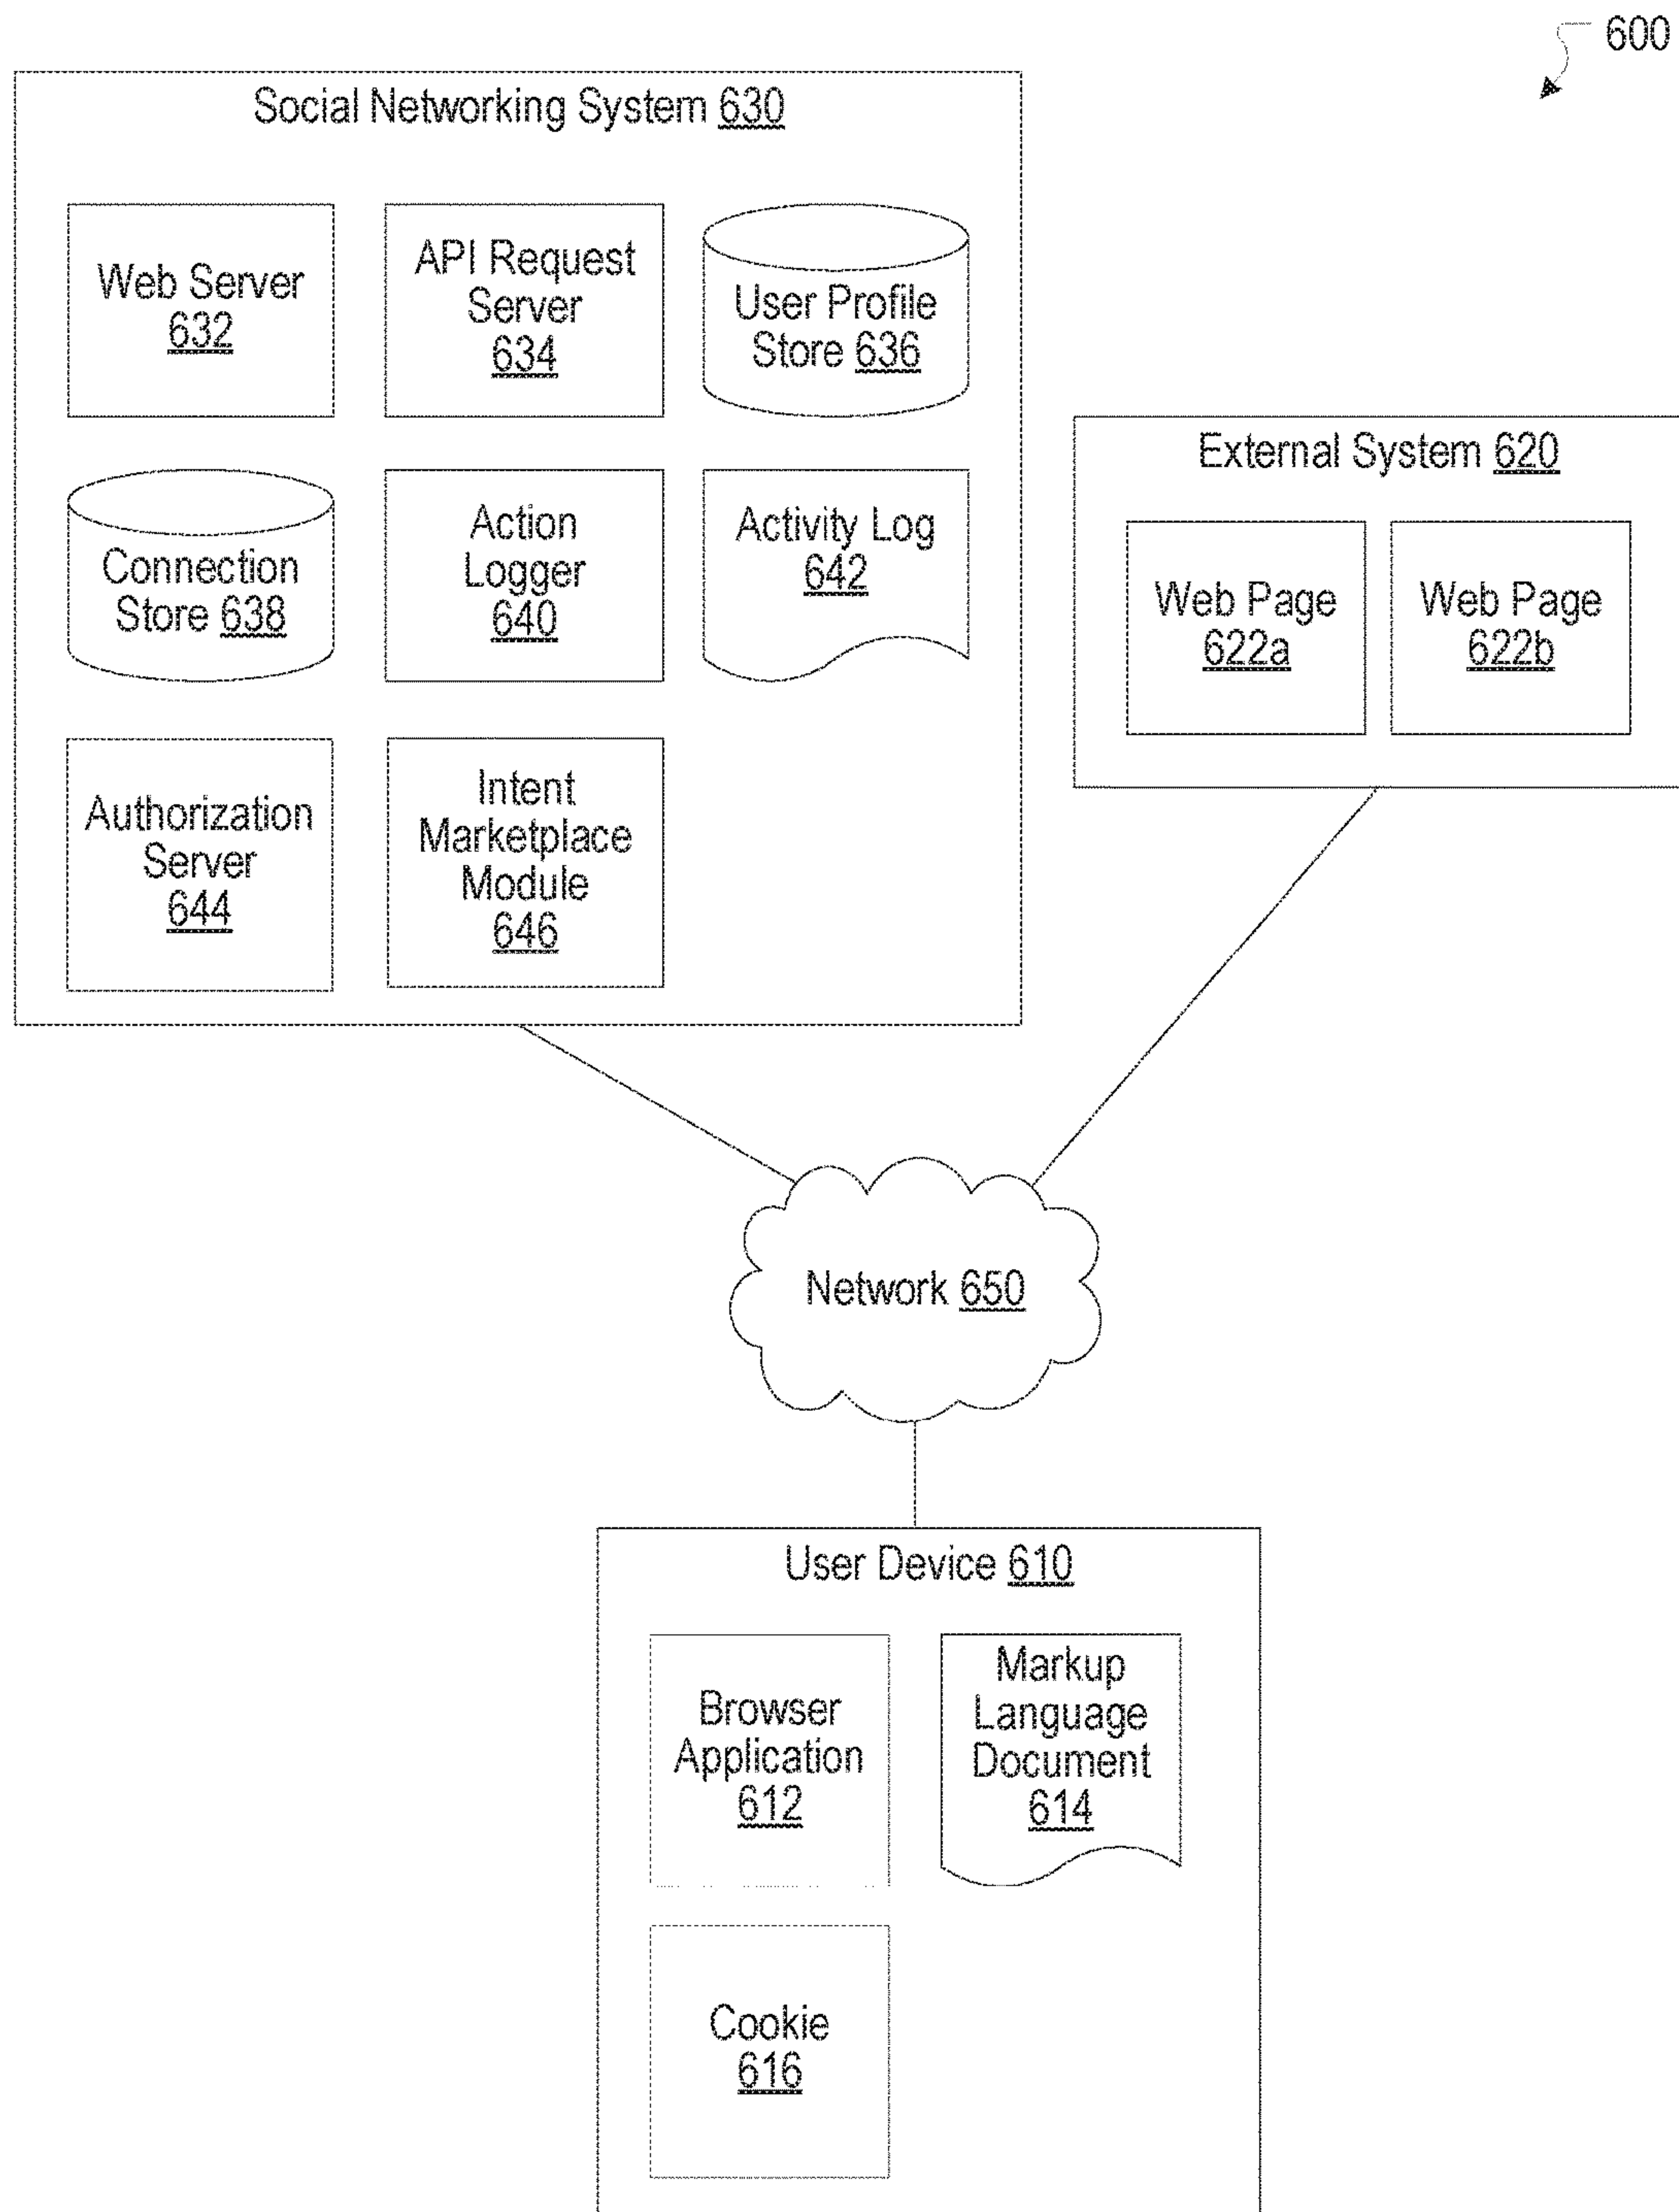 600
Social Networking System 630
Web Server
632
API Request
Server
634
User Profile
Store 636
Connection
Store 638
Action
Logger
640
Activity Log
642
Authorization
Server
644
Intent
Marketplace
Module
646
External System 620
Web Page
622a
Web Page
622b
Network 650
User Device 610
Browser
Application
612
Markup
Language
Document
614
Cookie
616